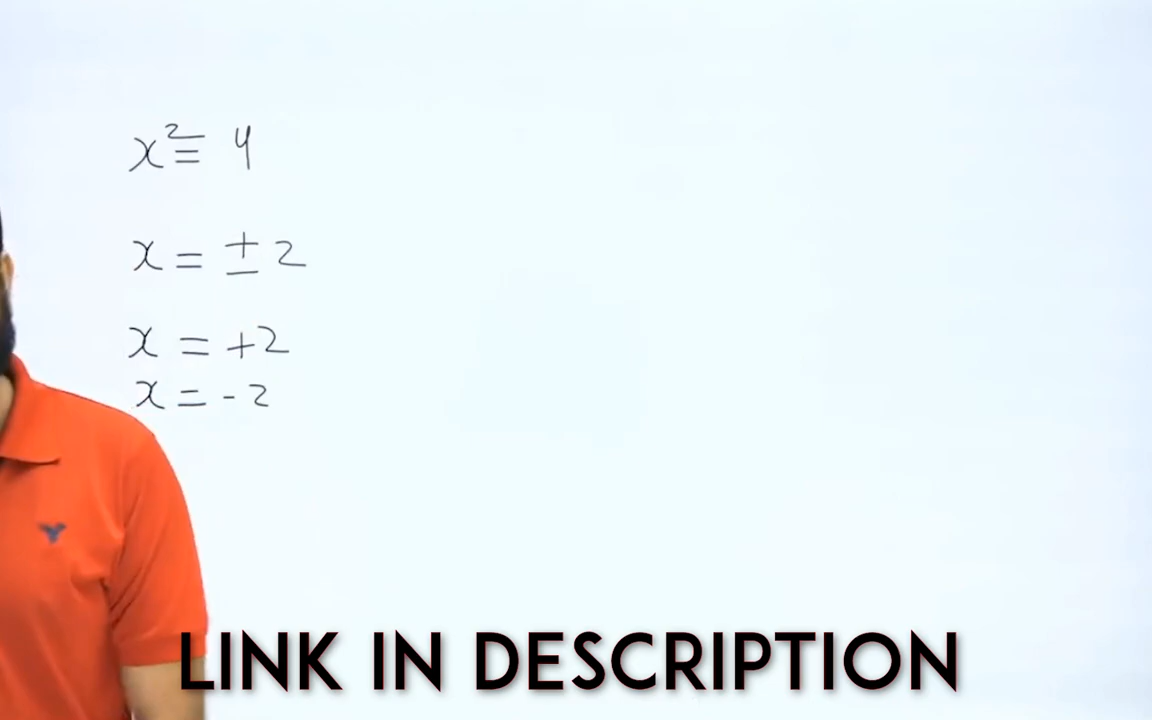 x² = 4
x = ± 2
x = +2
x = -2
LINK IN DESCRIPTION